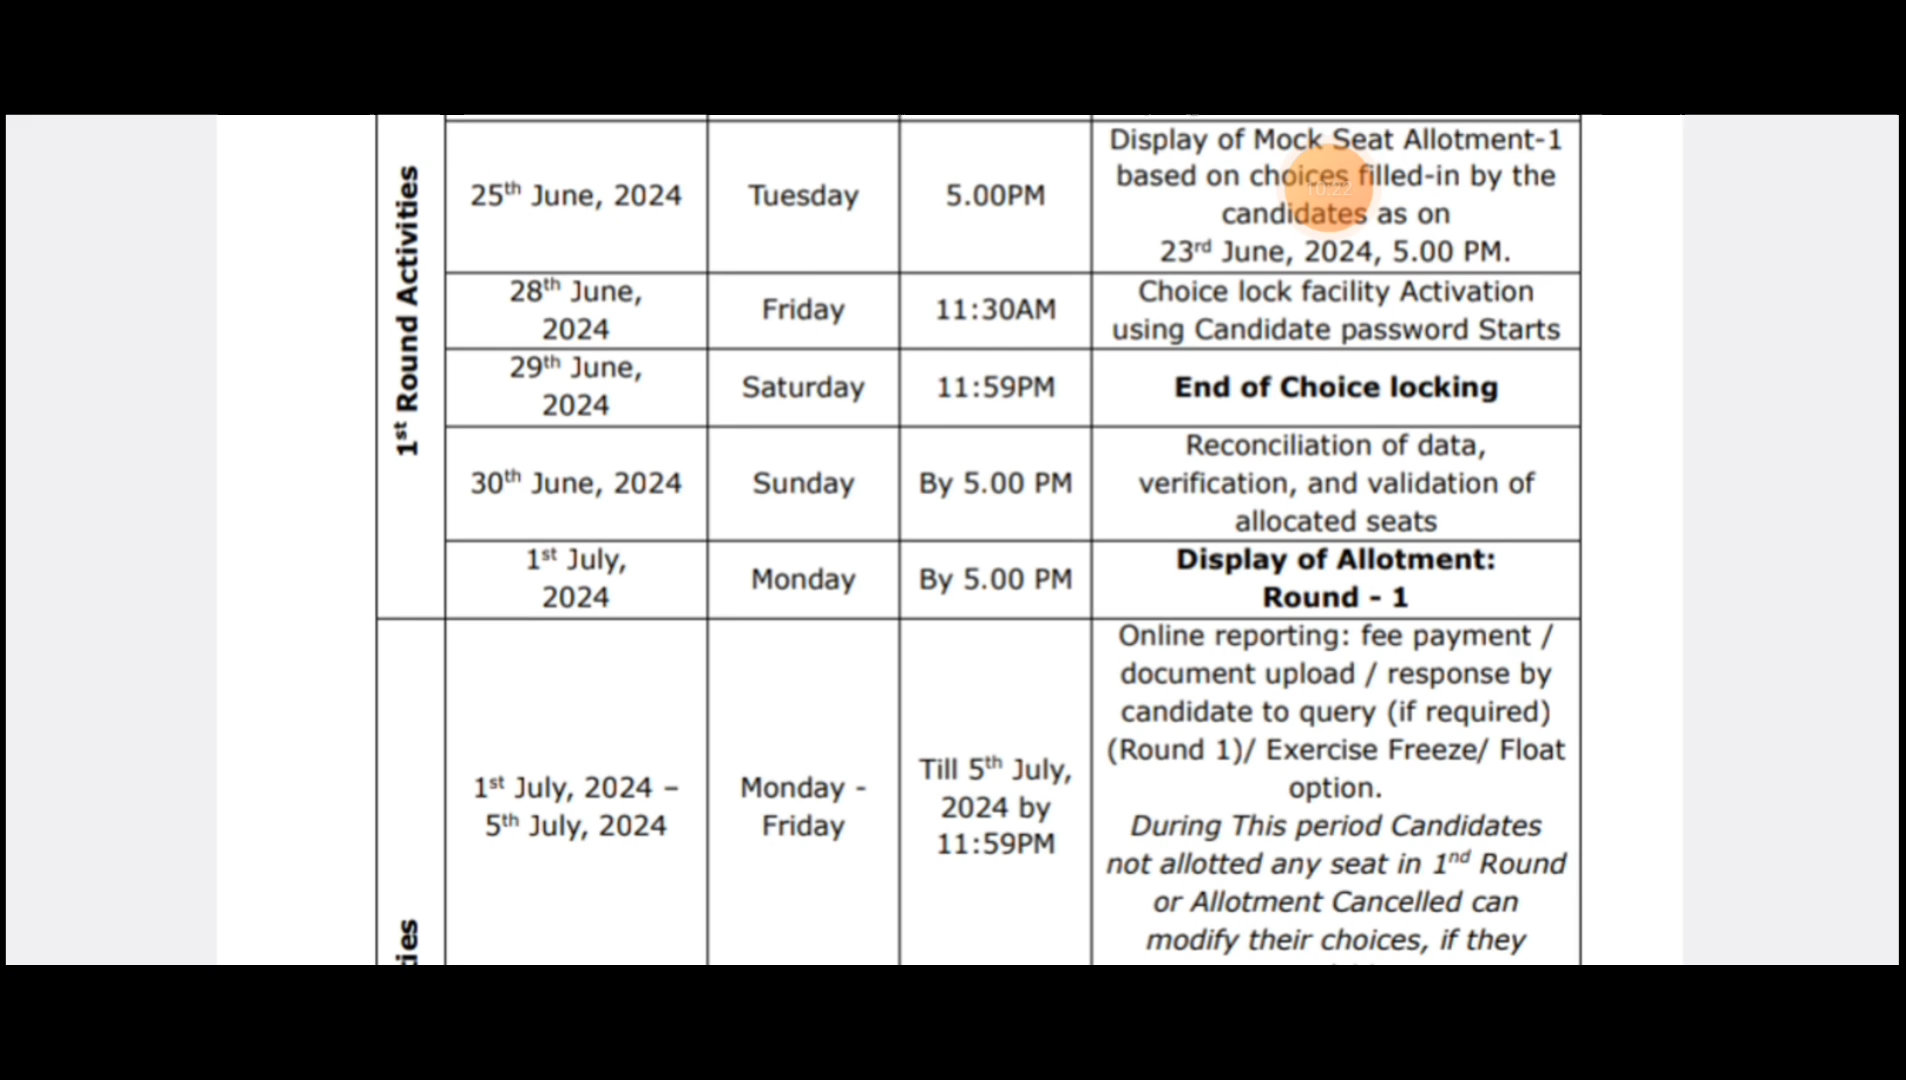 1st Round Activities
25th June, 2024
Tuesday
5.00PM
Display of Mock Seat Allotment-1
based on choices filled-in by the
candidates as on
23rd June, 2024, 5.00 PM.
10:22
28th June,
2024
Friday
11:30AM
Choice lock facility Activation
using Candidate password Starts
29th June,
2024
Saturday
11:59PM
End of Choice locking
30th June, 2024
Sunday
By 5.00 PM
Reconciliation of data,
verification, and validation of
allocated seats
1st July,
2024
Monday
By 5.00 PM
Display of Allotment:
Round - 1
ties
1st July, 2024 –
5th July, 2024
Monday -
Friday
Till 5th July,
2024 by
11:59PM
Online reporting: fee payment /
document upload / response by
candidate to query (if required)
(Round 1)/ Exercise Freeze/ Float
option.
During This period Candidates
not allotted any seat in 1nd Round
or Allotment Cancelled can
modify their choices, if they